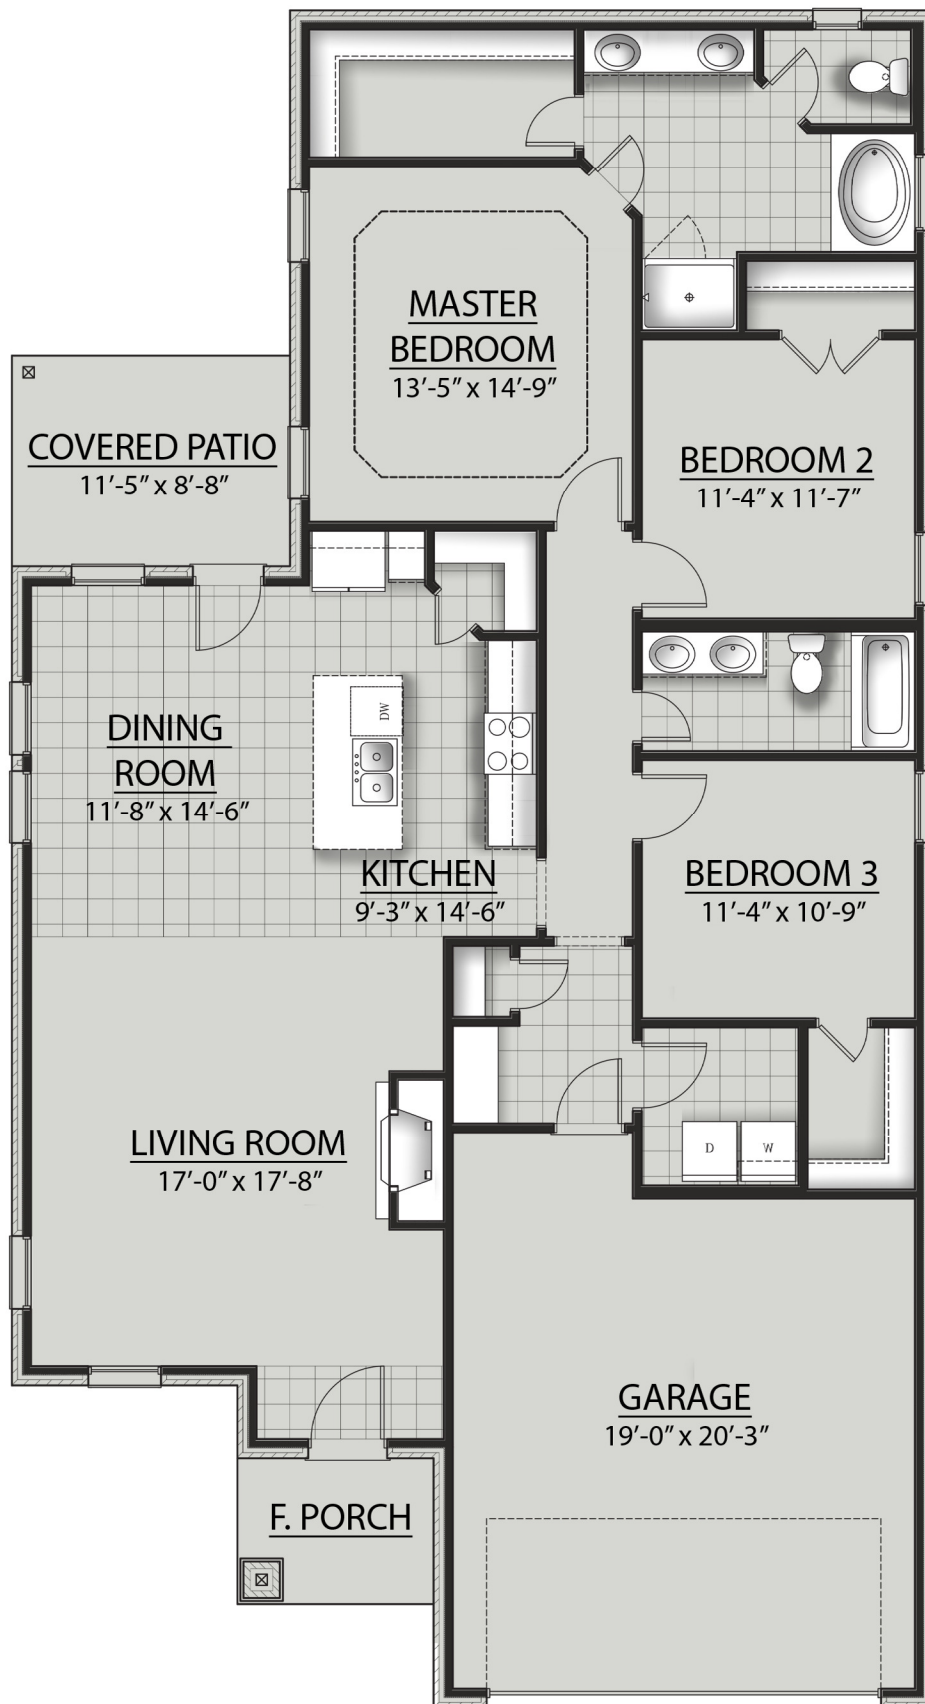 MASTER
BEDROOM
13'-5" x 14'-9"
COVERED PATIO
11'-5" x 8'-8"
BEDROOM 2
11'-4" x 11'-7"
DW
DINING
ROOM
11'-8" x 14'-6"
KITCHEN
9'-3" x 14'-6"
BEDROOM 3
11'-4" x 10'-9"
LIVING ROOM
17'-0" x 17'-8"
D
W
GARAGE
19'-0" x 20'-3"
F. PORCH